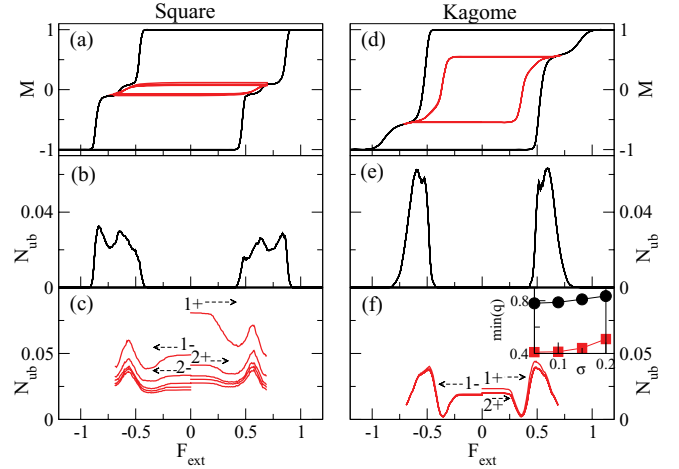 Square Kagome
(a) (d)
1 1
M 0 0 M
-1 -1
(b) (e)
N_ub 0.04 0.04 N_ub
0 0
(c) (f)
1+ 1- 2- 2+
1- 1+ 2+
min(q) 0.8
0.4
0.1 σ 0.2
N_ub 0.05 0.05 N_ub
0 0
-1 -0.5 0 0.5 1 -1 -0.5 0 0.5 1
F_ext F_ext